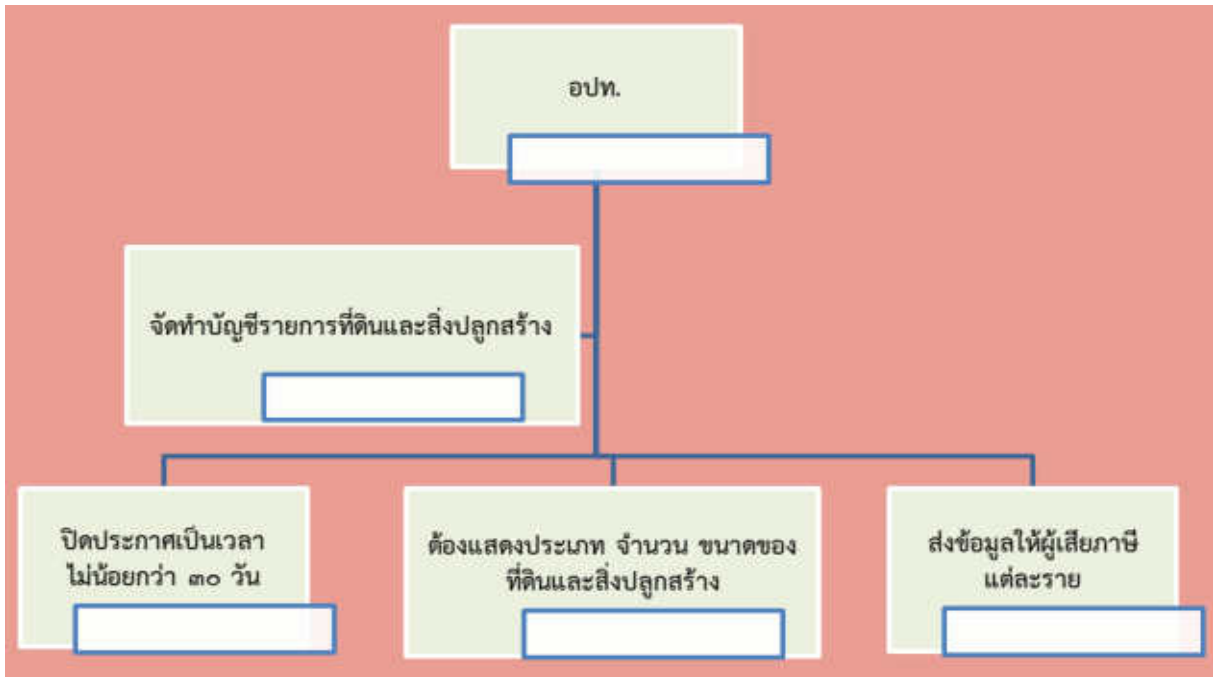 อปท.
จัดทำบัญชีรายการที่ดินและสิ่งปลูกสร้าง
ปิดประกาศเป็นเวลา
ไม่น้อยกว่า ๓๐ วัน
ต้องแสดงประเภท จำนวน ขนาดของ
ที่ดินและสิ่งปลูกสร้าง
ส่งข้อมูลให้ผู้เสียภาษี
แต่ละราย